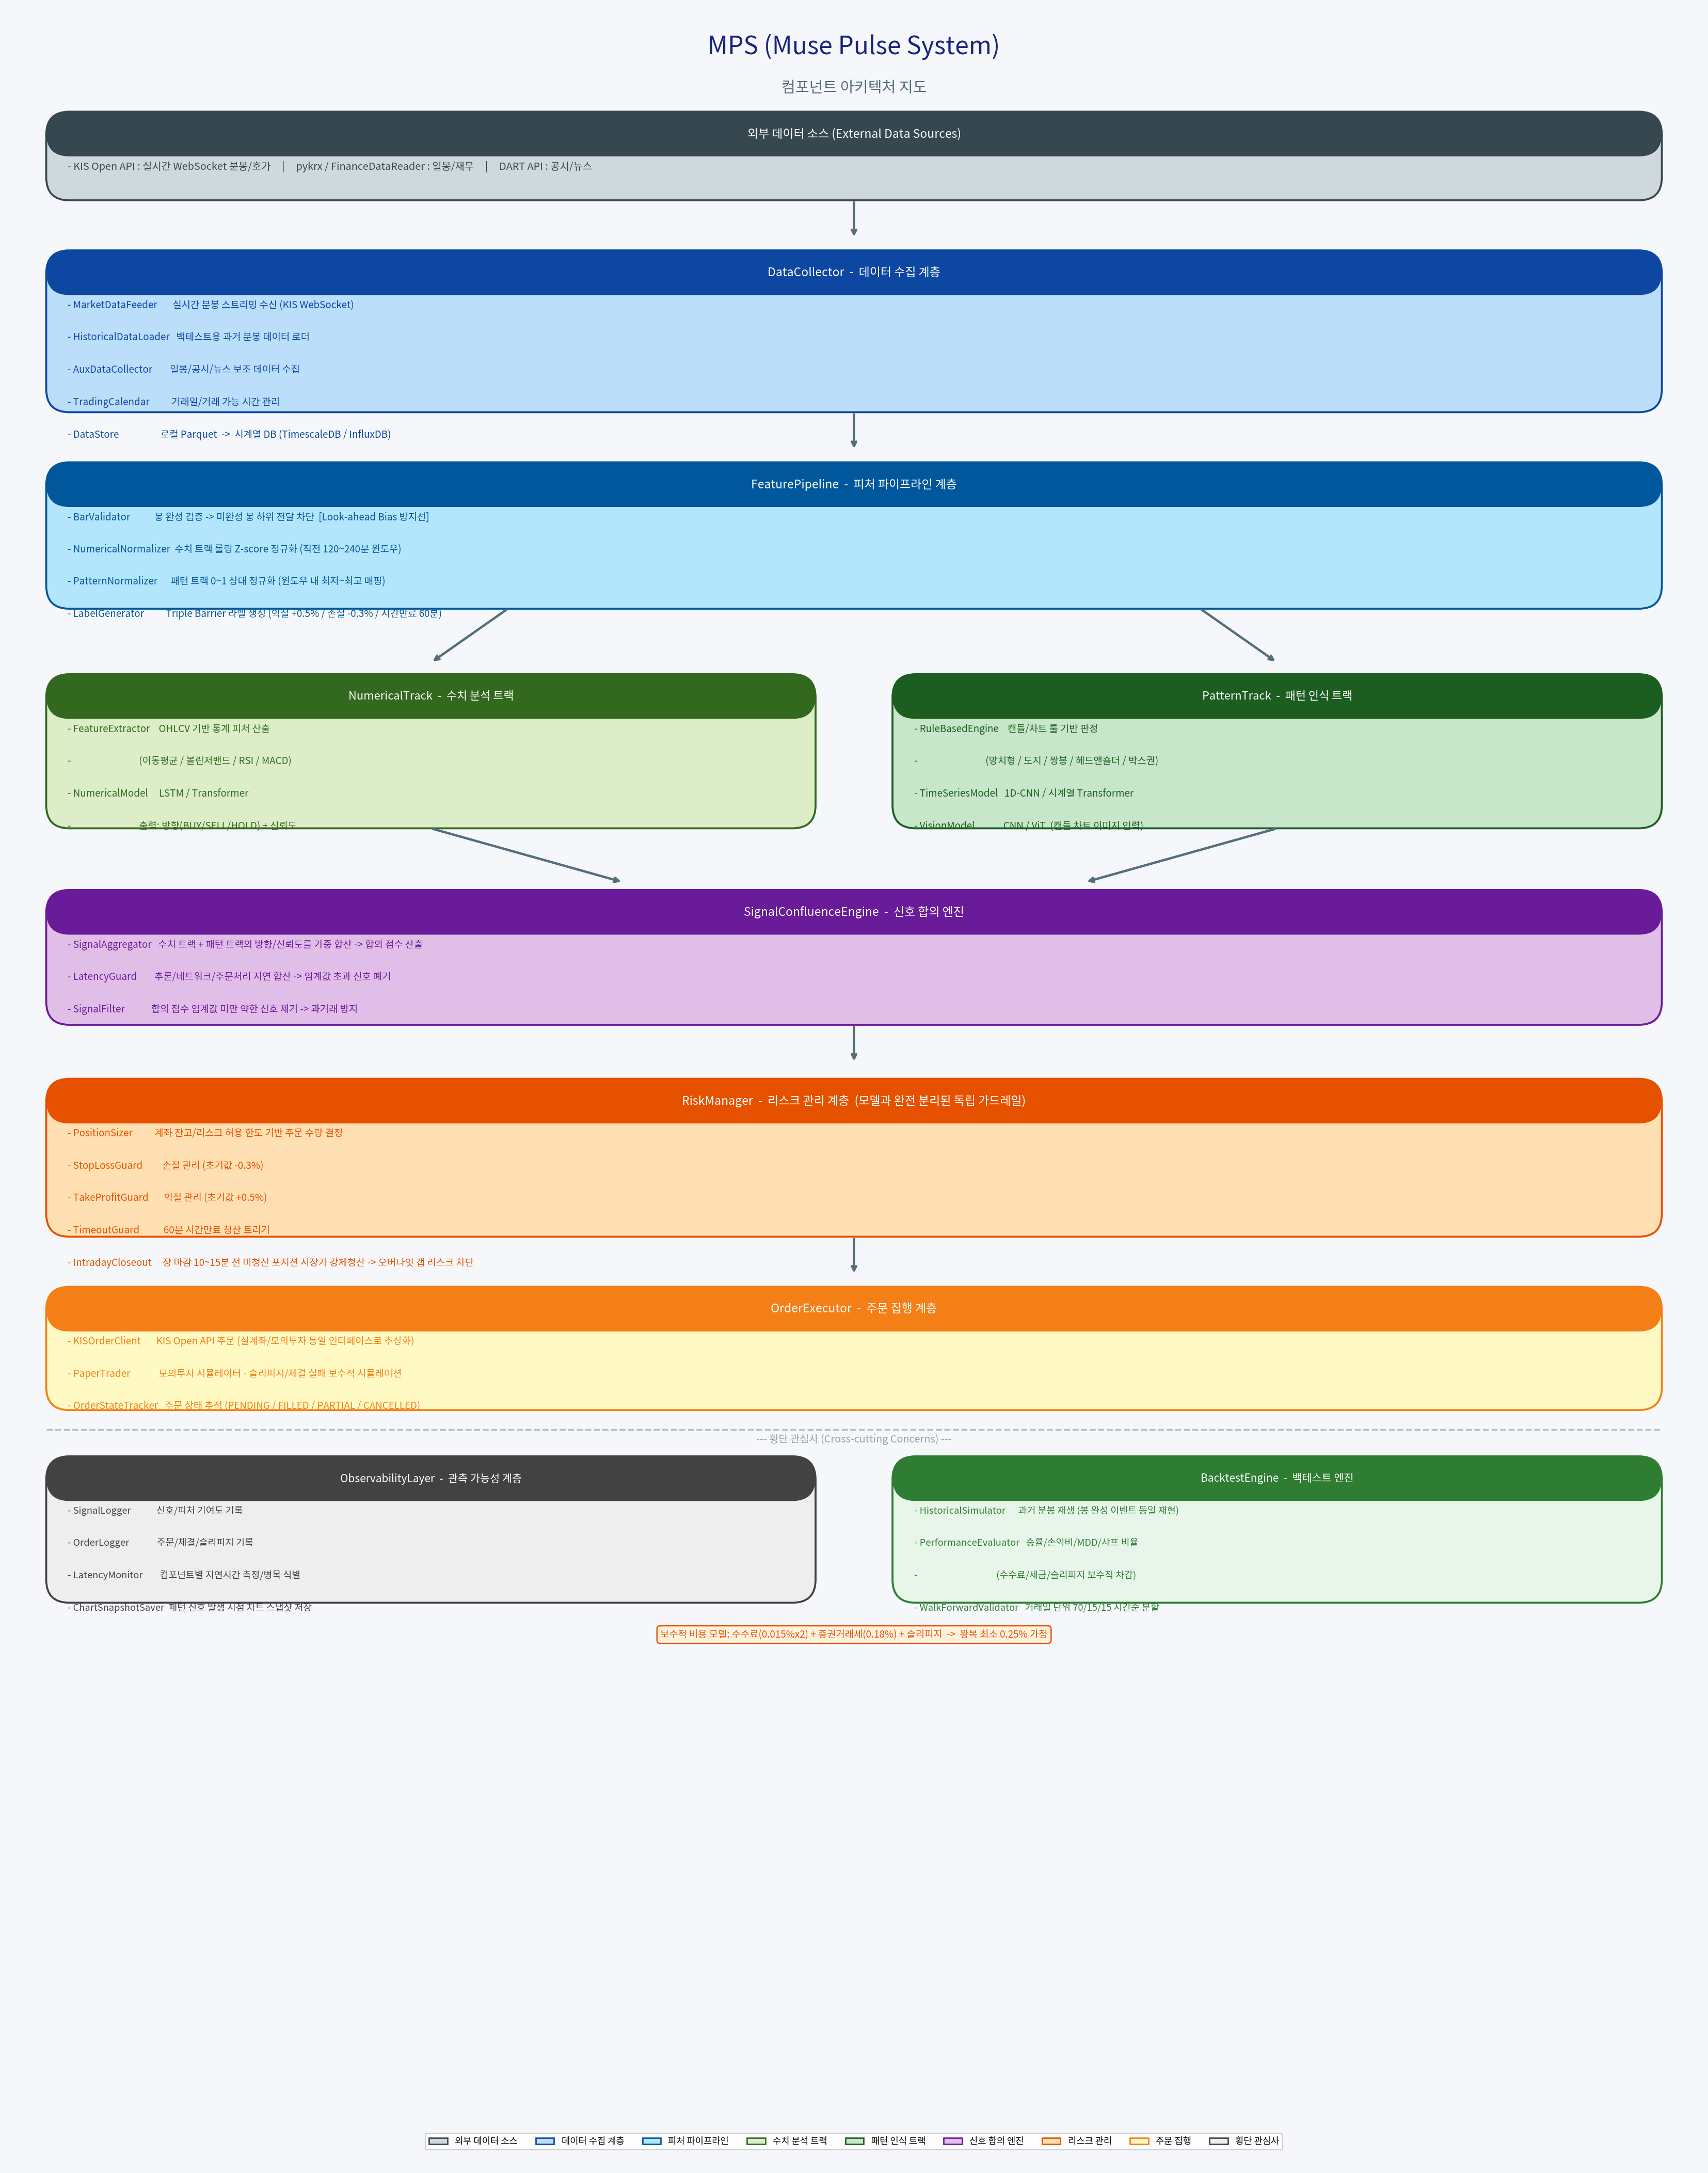 MPS (Muse Pulse System)
컴포넌트 아키텍처 지도
외부 데이터 소스 (External Data Sources)
- KIS Open API : 실시간 WebSocket 분봉/호가 | pykrx / FinanceDataReader : 일봉/재무 | DART API : 공시/뉴스
DataCollector - 데이터 수집 계층
- MarketDataFeeder 실시간 분봉 스트리밍 수신 (KIS WebSocket)
- HistoricalDataLoader 백테스트용 과거 분봉 데이터 로더
- AuxDataCollector 일봉/공시/뉴스 보조 데이터 수집
- TradingCalendar 거래일/거래 가능 시간 관리
- DataStore 로컬 Parquet -> 시계열 DB (TimescaleDB / InfluxDB)
FeaturePipeline - 피처 파이프라인 계층
- BarValidator 봉 완성 검증 -> 미완성 봉 하위 전달 차단 [Look-ahead Bias 방지선]
- NumericalNormalizer 수치 트랙 롤링 Z-score 정규화 (직전 120~240분 윈도우)
- PatternNormalizer 패턴 트랙 0~1 상대 정규화 (윈도우 내 최저~최고 매핑)
- LabelGenerator Triple Barrier 라벨 생성 (익절 +0.5% / 손절 -0.3% / 시간만료 60분)
NumericalTrack - 수치 분석 트랙
- FeatureExtractor OHLCV 기반 통계 피처 산출
- (이동평균 / 볼린저밴드 / RSI / MACD)
- NumericalModel LSTM / Transformer
- 출력: 방향(BUY/SELL/HOLD) + 신뢰도
PatternTrack - 패턴 인식 트랙
- RuleBasedEngine 캔들/차트 룰 기반 판정
- (망치형 / 도지 / 쌍봉 / 헤드앤숄더 / 박스권)
- TimeSeriesModel 1D-CNN / 시계열 Transformer
- VisionModel CNN / ViT (캔들 차트 이미지 입력)
SignalConfluenceEngine - 신호 합의 엔진
- SignalAggregator 수치 트랙 + 패턴 트랙의 방향/신뢰도를 가중 합산 -> 합의 점수 산출
- LatencyGuard 추론/네트워크/주문처리 지연 합산 -> 임계값 초과 신호 폐기
- SignalFilter 합의 점수 임계값 미만 약한 신호 제거 -> 과거래 방지
RiskManager - 리스크 관리 계층 (모델과 완전 분리된 독립 가드레일)
- PositionSizer 계좌 잔고/리스크 허용 한도 기반 주문 수량 결정
- StopLossGuard 손절 관리 (초기값 -0.3%)
- TakeProfitGuard 익절 관리 (초기값 +0.5%)
- TimeoutGuard 60분 시간만료 청산 트리거
- IntradayCloseout 장 마감 10~15분 전 미청산 포지션 시장가 강제청산 -> 오버나잇 갭 리스크 차단
OrderExecutor - 주문 집행 계층
- KISOrderClient KIS Open API 주문 (실계좌/모의투자 동일 인터페이스로 추상화)
- PaperTrader 모의투자 시뮬레이터 - 슬리피지/체결 실패 보수적 시뮬레이션
- OrderStateTracker 주문 상태 추적 (PENDING / FILLED / PARTIAL / CANCELLED)
--- 횡단 관심사 (Cross-cutting Concerns) ---
ObservabilityLayer - 관측 가능성 계층
- SignalLogger 신호/피처 기여도 기록
- OrderLogger 주문/체결/슬리피지 기록
- LatencyMonitor 컴포넌트별 지연시간 측정/병목 식별
- ChartSnapshotSaver 패턴 신호 발생 시점 차트 스냅샷 저장
BacktestEngine - 백테스트 엔진
- HistoricalSimulator 과거 분봉 재생 (봉 완성 이벤트 동일 재현)
- PerformanceEvaluator 승률/손익비/MDD/샤프 비율
- (수수료/세금/슬리피지 보수적 차감)
- WalkForwardValidator 거래일 단위 70/15/15 시간순 분할
보수적 비용 모델: 수수료(0.015%x2) + 증권거래세(0.18%) + 슬리피지 -> 왕복 최소 0.25% 가정
외부 데이터 소스 데이터 수집 계층 피처 파이프라인 수치 분석 트랙 패턴 인식 트랙 신호 합의 엔진 리스크 관리 주문 집행 횡단 관심사